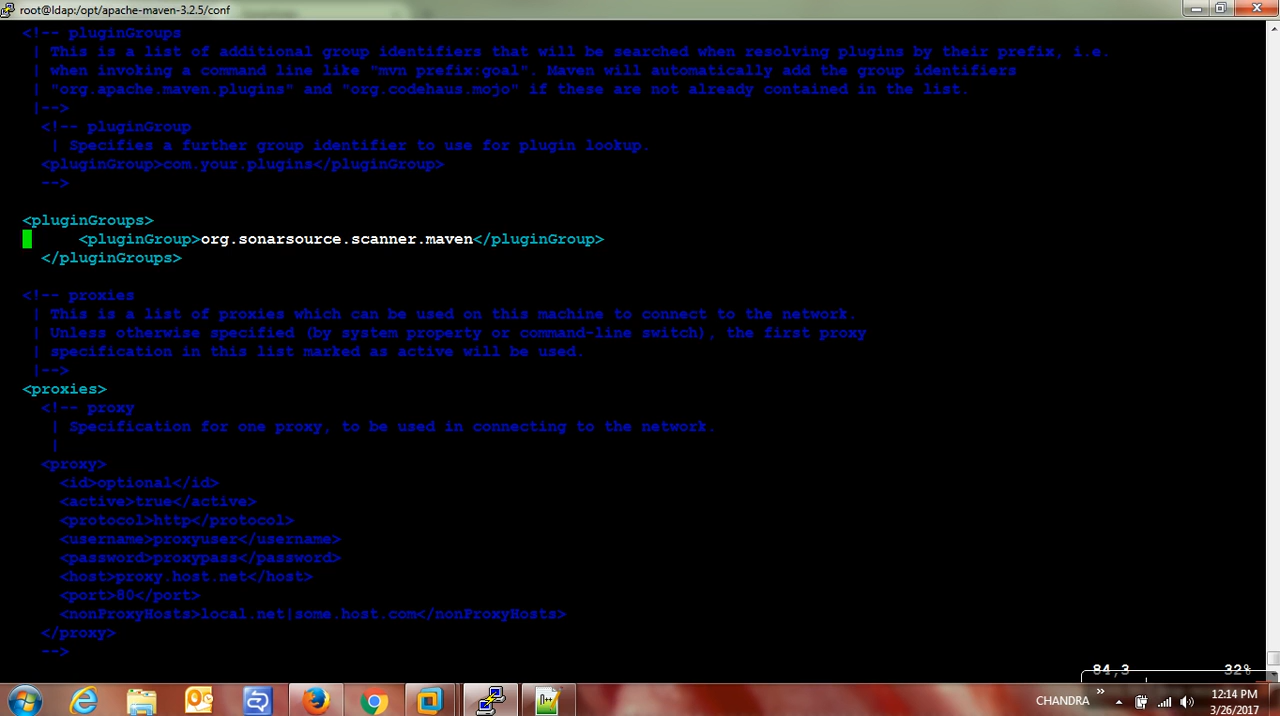 root@ldap:/opt/apache-maven-3.2.5/conf
<!-- pluginGroups
| This is a list of additional group identifiers that will be searched when resolving plugins by their prefix, i.e.
| when invoking a command line like "mvn prefix:goal". Maven will automatically add the group identifiers
| "org.apache.maven.plugins" and "org.codehaus.mojo" if these are not already contained in the list.
|-->
<!-- pluginGroup
| Specifies a further group identifier to use for plugin lookup.
<pluginGroup>com.your.plugins</pluginGroup>
-->
<pluginGroups>
<pluginGroup>org.sonarsource.scanner.maven</pluginGroup>
</pluginGroups>
<!-- proxies
| This is a list of proxies which can be used on this machine to connect to the network.
| Unless otherwise specified (by system property or command-line switch), the first proxy
| specification in this list marked as active will be used.
|-->
<proxies>
<!-- proxy
| Specification for one proxy, to be used in connecting to the network.
|
<proxy>
<id>optional</id>
<active>true</active>
<protocol>http</protocol>
<username>proxyuser</username>
<password>proxypass</password>
<host>proxy.host.net</host>
<port>80</port>
<nonProxyHosts>local.net|some.host.com</nonProxyHosts>
</proxy>
-->
84,3 32%
CHANDRA
12:14 PM
3/26/2017